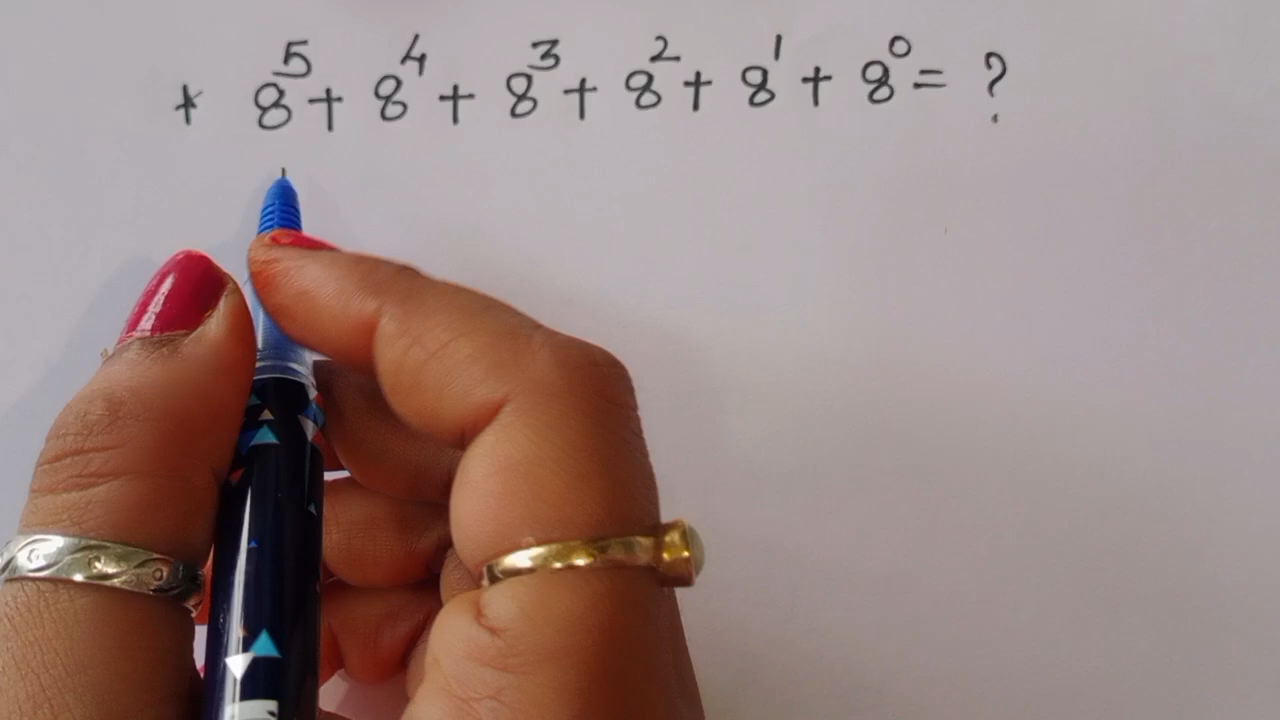 * 8⁵ + 8⁴ + 8³ + 8² + 8¹ + 8⁰ = ?